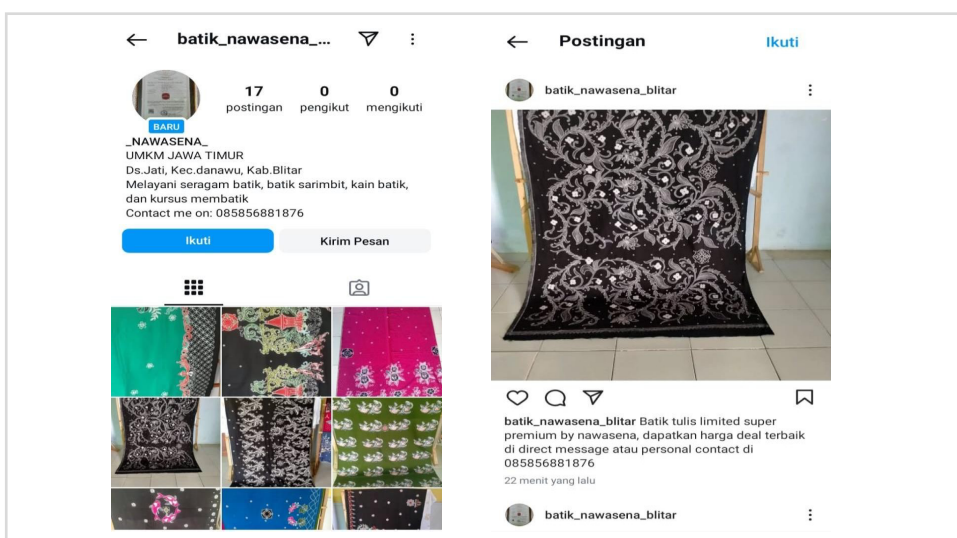 batik_nawasena_...
17
0
0
postingan
pengikut
mengikuti
BARU
_NAWASENA_
UMKM JAWA TIMUR
Ds.Jati, Kec.danawu, Kab.Blitar
Melayani seragam batik, batik sarimbit, kain batik,
dan kursus membatik
Contact me on: 085856881876
Ikuti
Kirim Pesan
Postingan
Ikuti
batik_nawasena_blitar
batik_nawasena_blitar Batik tulis limited super
premium by nawasena, dapatkan harga deal terbaik
di direct message atau personal contact di
085856881876
22 menit yang lalu
batik_nawasena_blitar